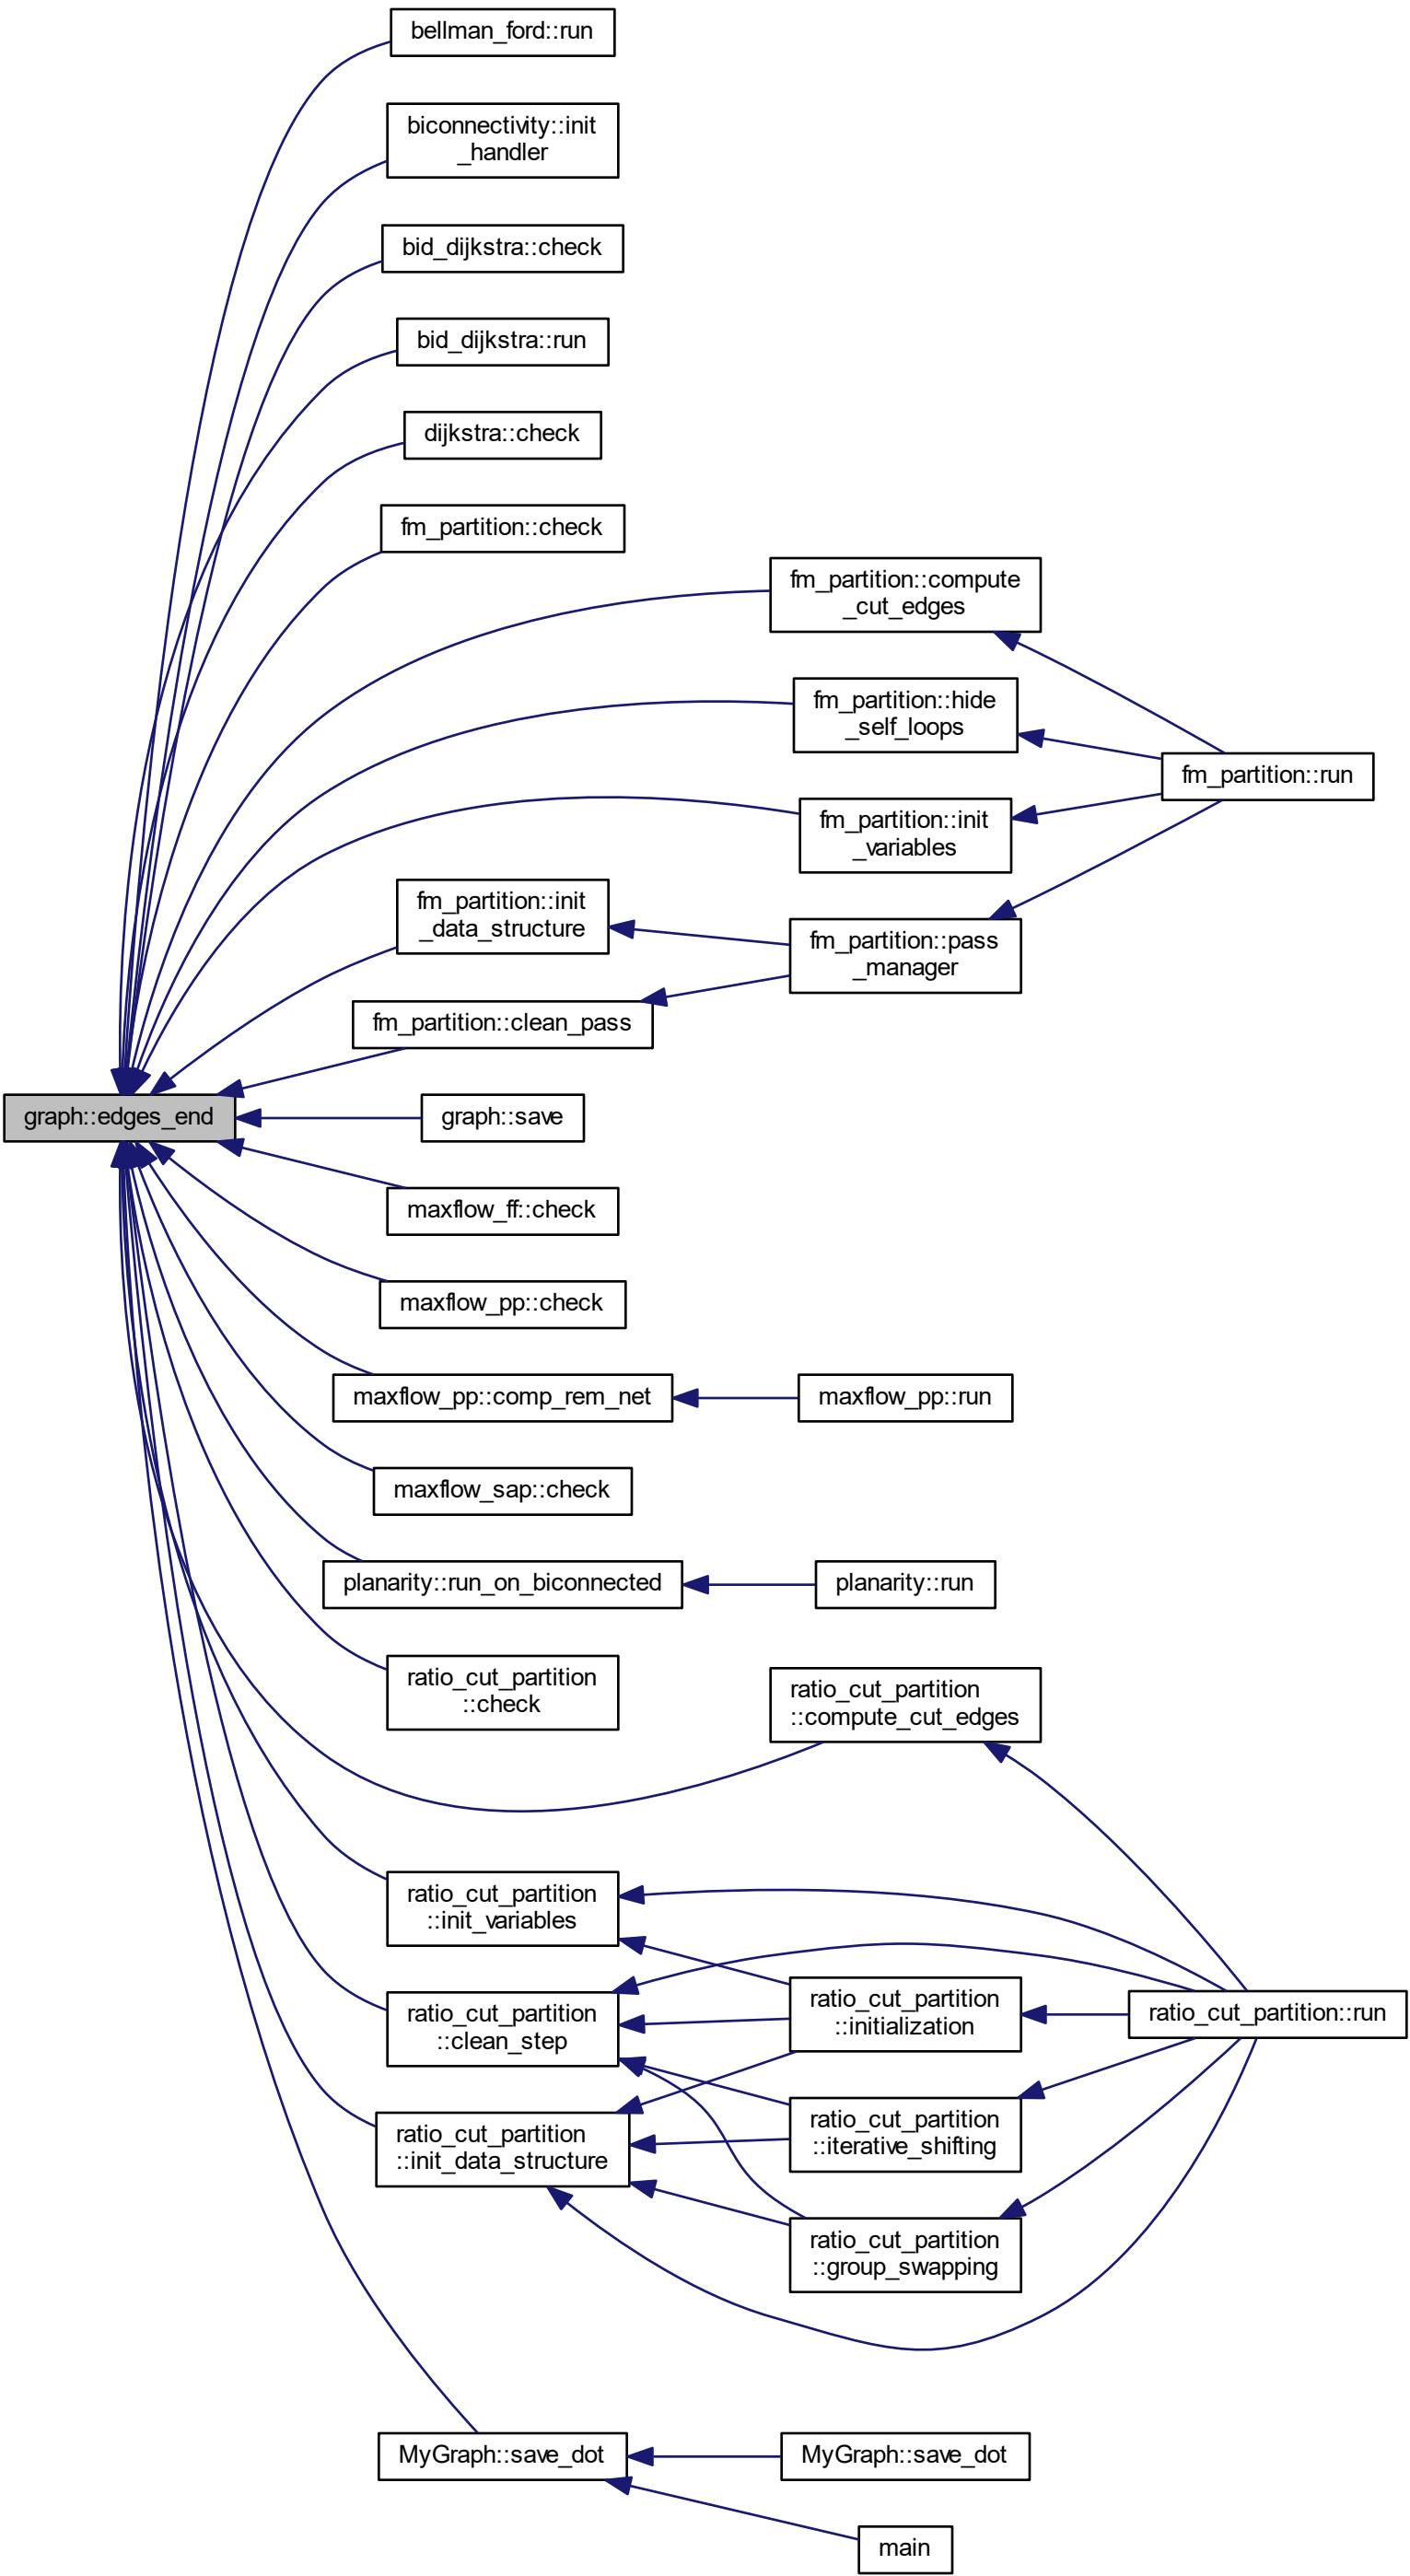 bellman_ford::run
biconnectivity::init
_handler
bid_dijkstra::check
bid_dijkstra::run
dijkstra::check
fm_partition::check
fm_partition::compute
_cut_edges
fm_partition::hide
_self_loops
fm_partition::run
fm_partition::init
_variables
fm_partition::init
_data_structure
fm_partition::pass
_manager
fm_partition::clean_pass
graph::edges_end
graph::save
maxflow_ff::check
maxflow_pp::check
maxflow_pp::comp_rem_net
maxflow_pp::run
maxflow_sap::check
planarity::run_on_biconnected
planarity::run
ratio_cut_partition
::check
ratio_cut_partition
::compute_cut_edges
ratio_cut_partition
::init_variables
ratio_cut_partition
::clean_step
ratio_cut_partition
::initialization
ratio_cut_partition::run
ratio_cut_partition
::init_data_structure
ratio_cut_partition
::iterative_shifting
ratio_cut_partition
::group_swapping
MyGraph::save_dot
MyGraph::save_dot
main